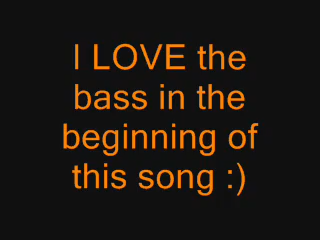 I LOVE the
bass in the
beginning of
this song :)